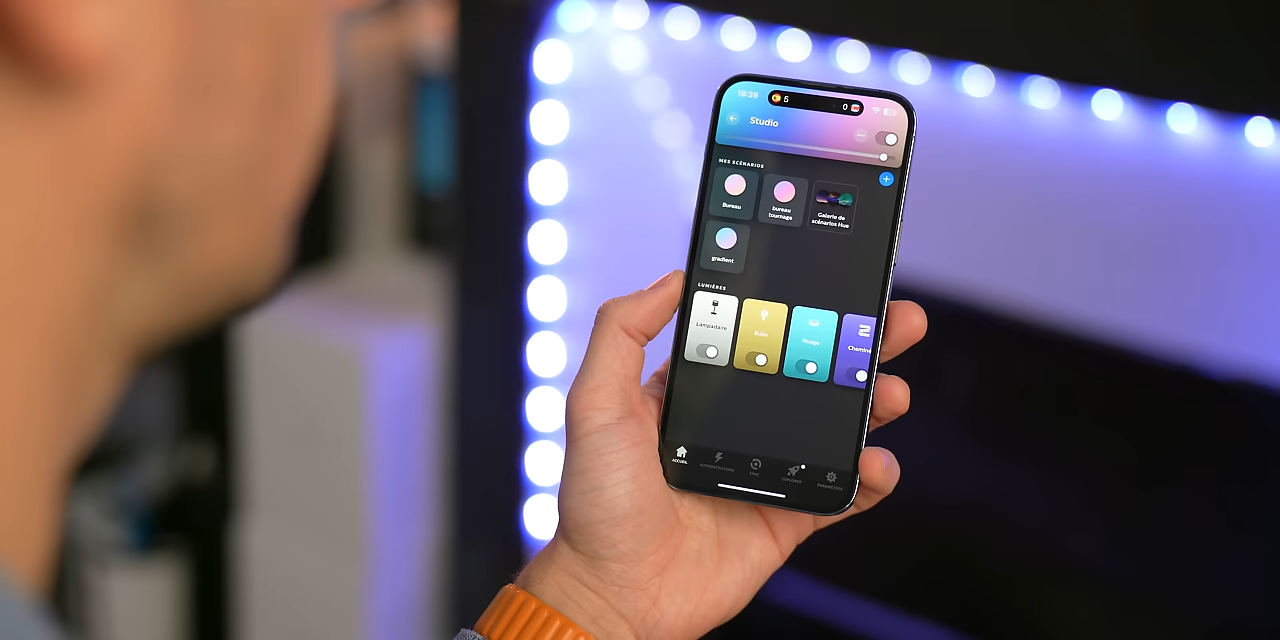 18:39
5
0
Studio
MES SCÉNARIOS
Bureau
bureau
tournage
Galerie de
scénarios Hue
gradient
LUMIÈRES
Lampadaire
Bulle
Nuage
Cheminé
ACCUEIL
AUTOMATISATIONS
SYNC
EXPLORER
PARAMÈTRES